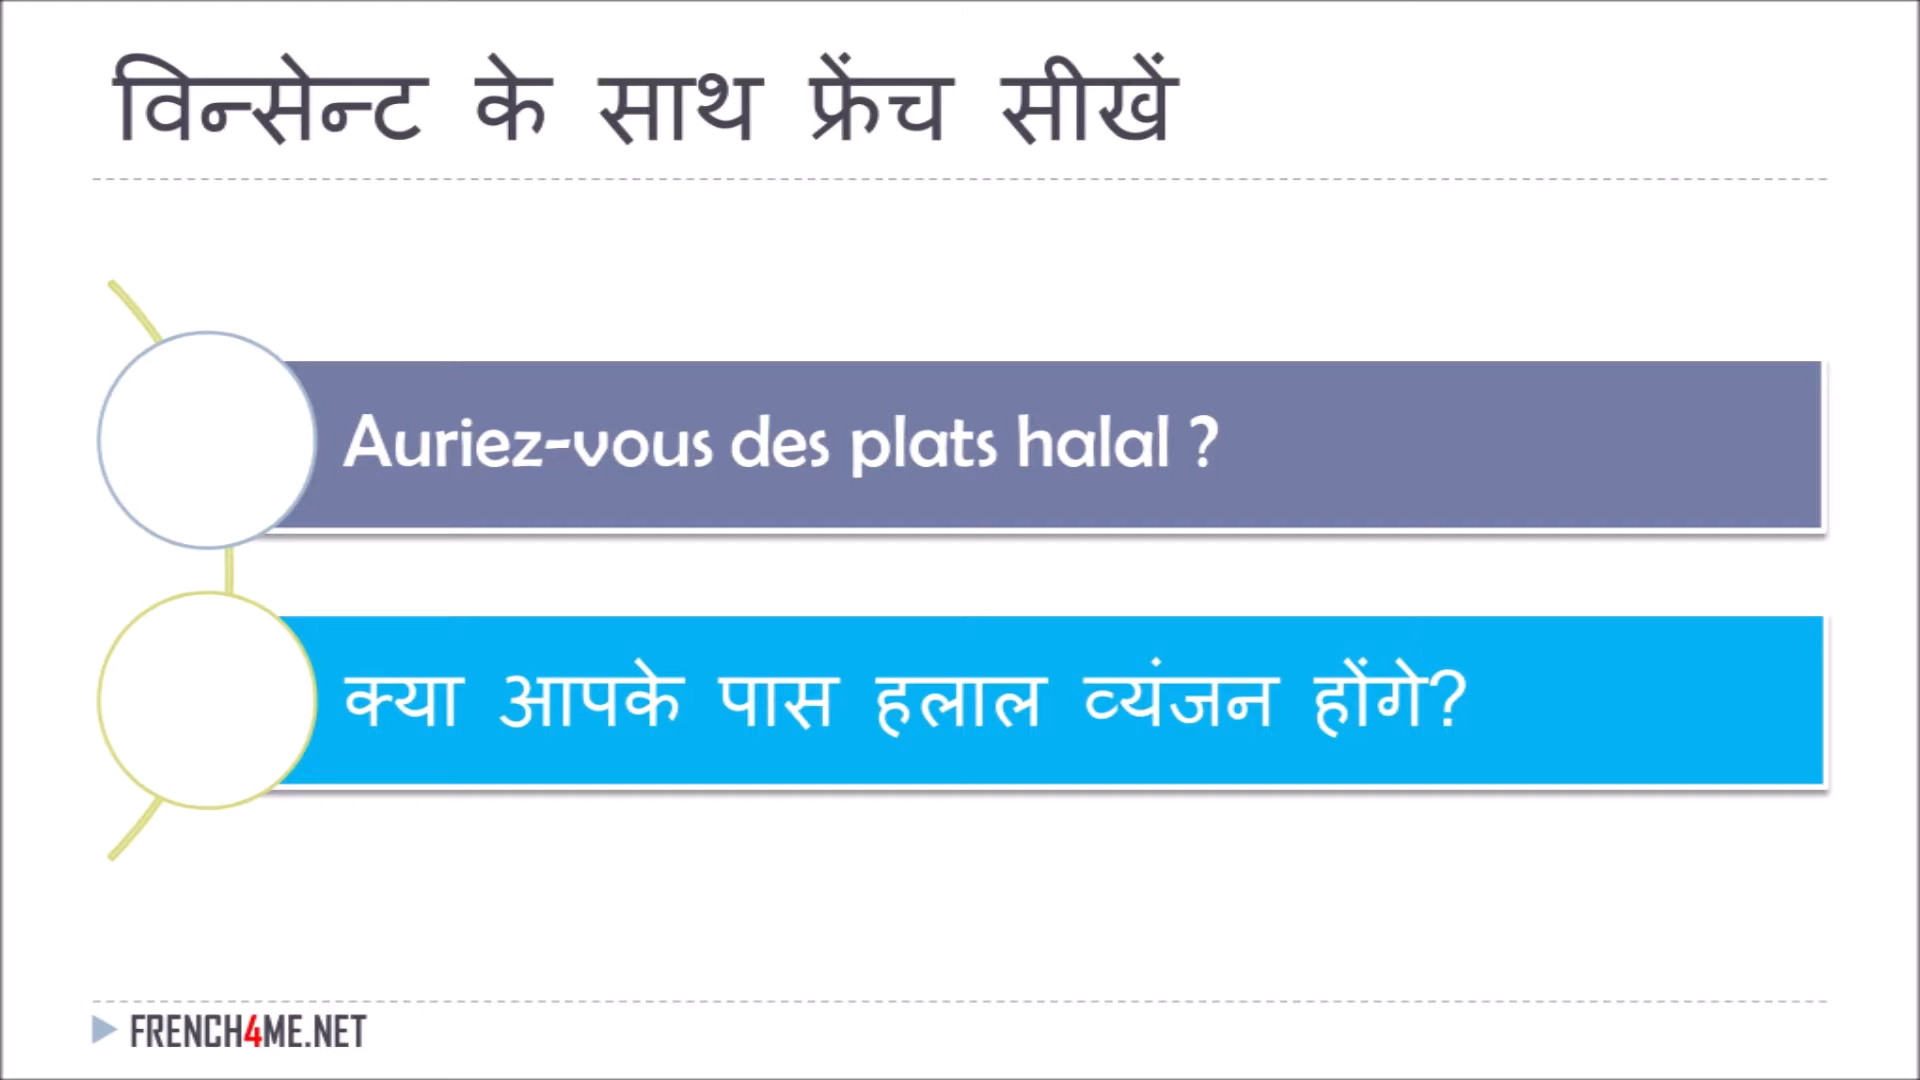 विन्सेन्ट के साथ फ्रेंच सीखें
Auriez-vous des plats halal ?
क्या आपके पास हलाल व्यंजन होंगे?
FRENCH4ME.NET